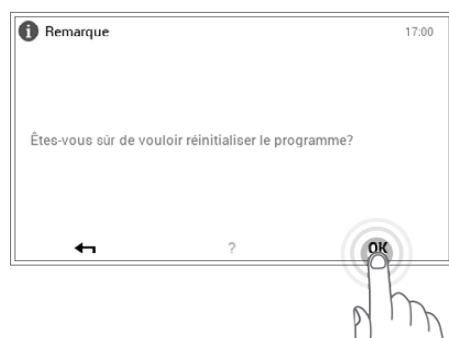 i Remarque 17:00
Êtes-vous sûr de vouloir réinitialiser le programme?
? OK